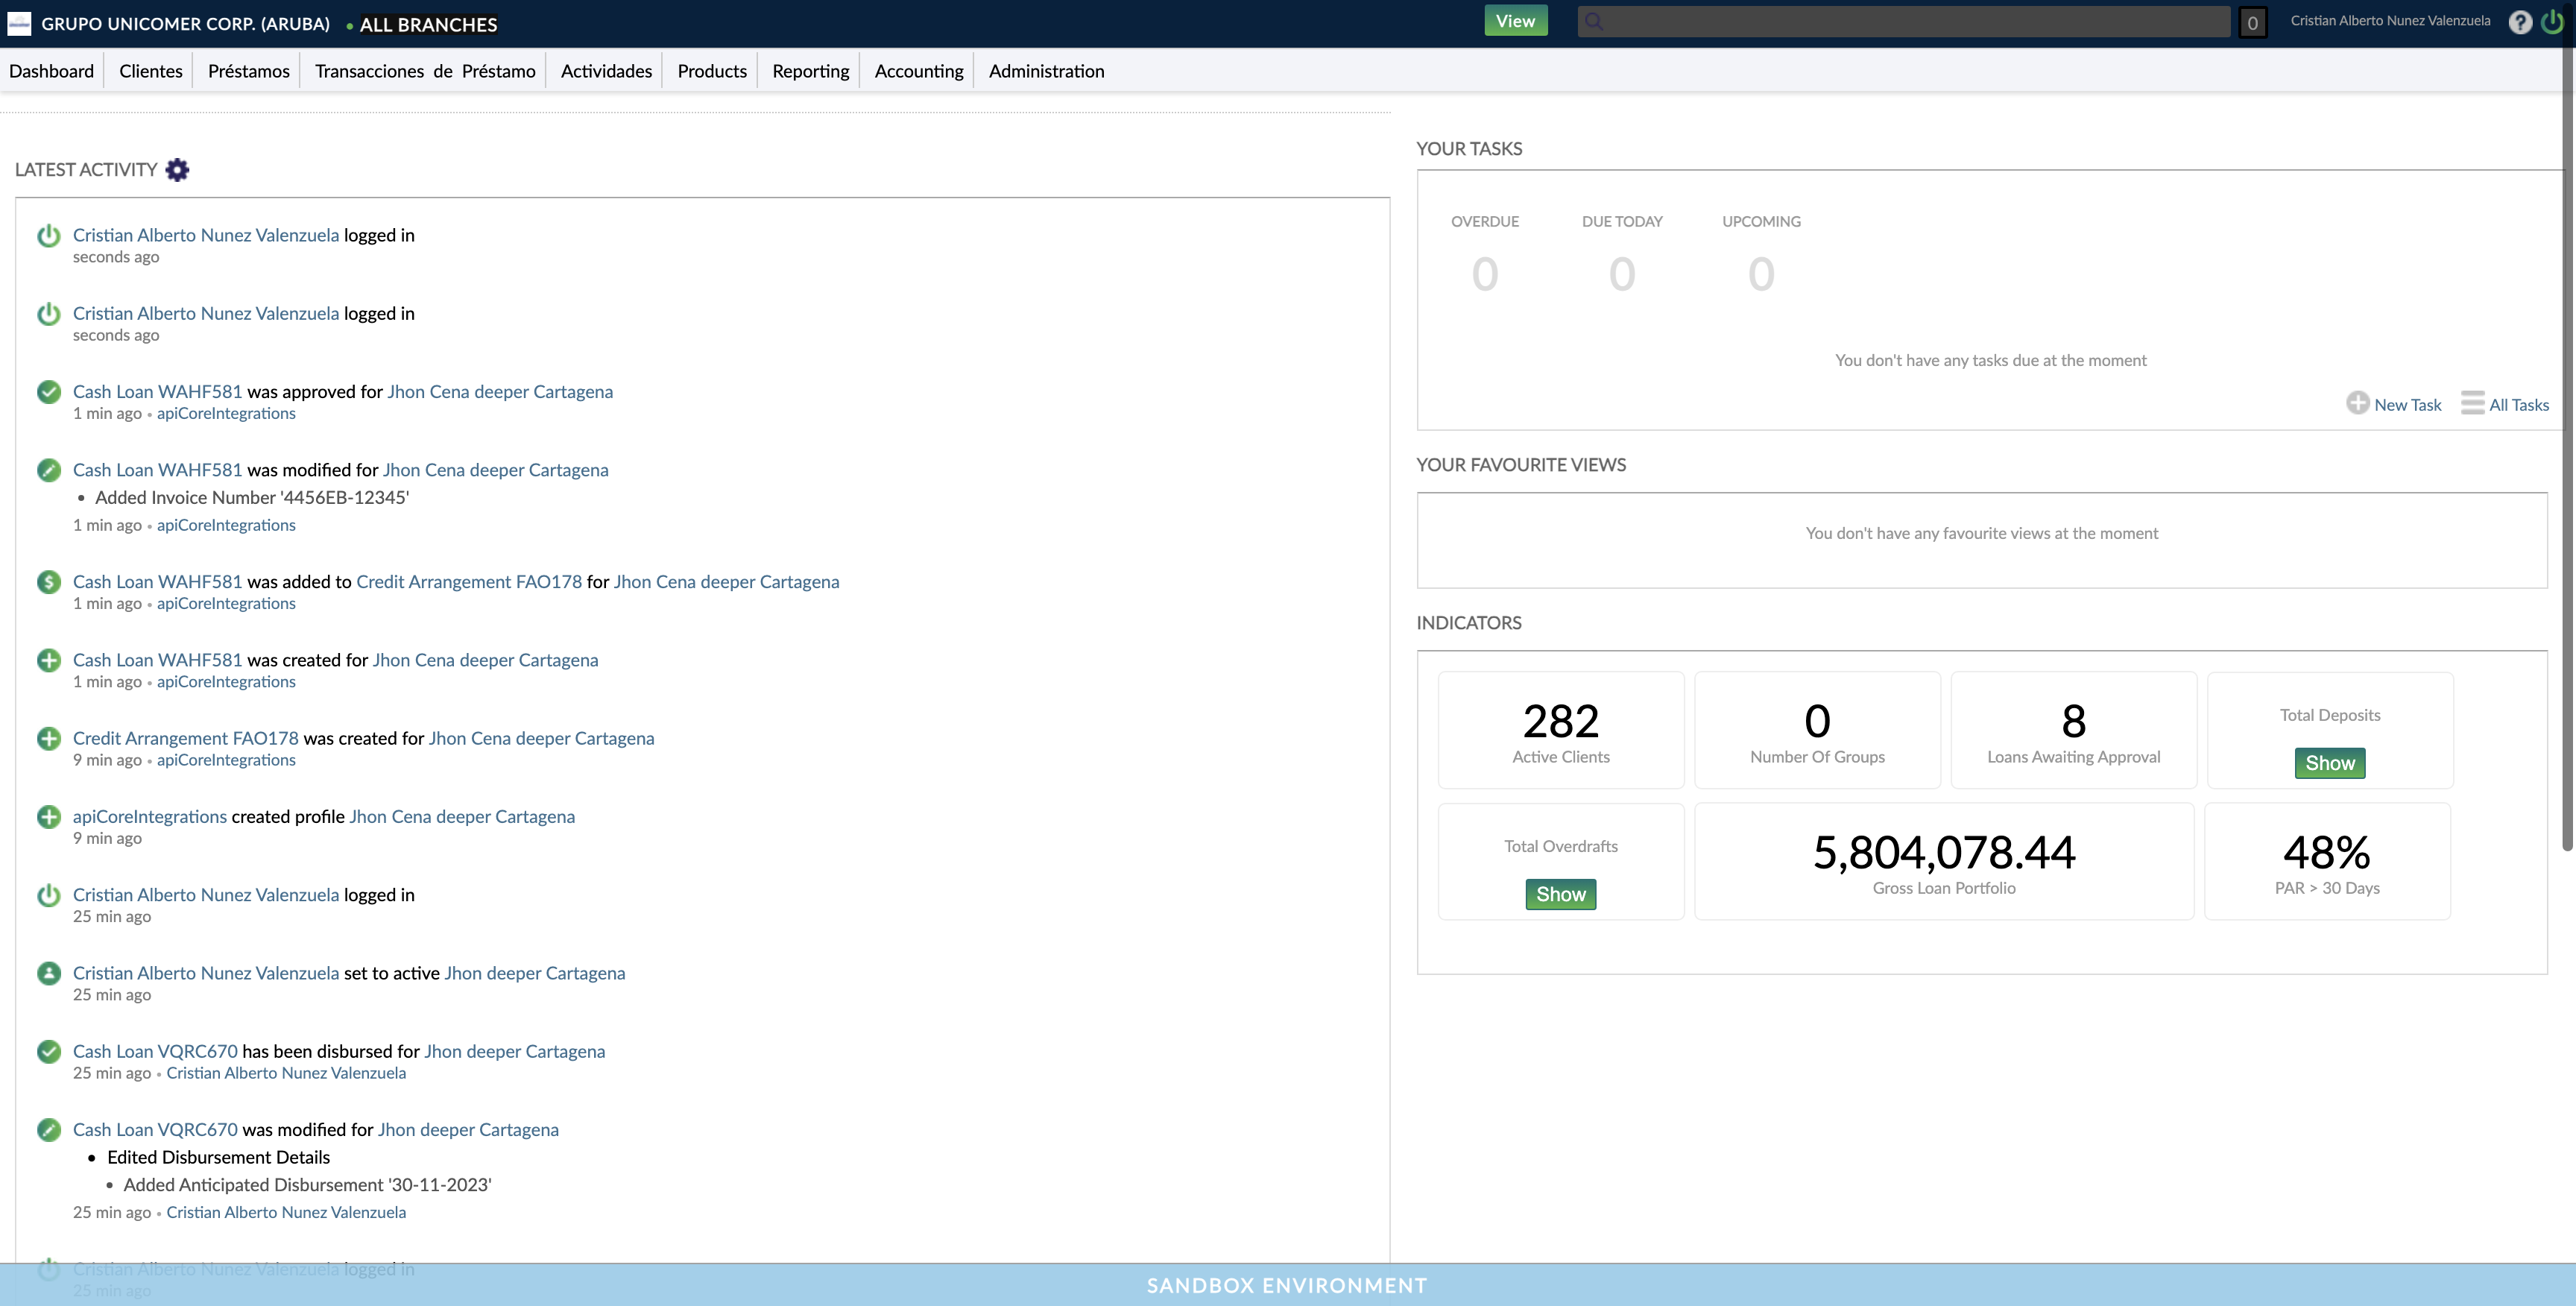 GRUPO UNICOMER CORP. (ARUBA) • ALL BRANCHES
View
0
Cristian Alberto Nunez Valenzuela
Dashboard
Clientes
Préstamos
Transacciones de Préstamo
Actividades
Products
Reporting
Accounting
Administration
LATEST ACTIVITY
Cristian Alberto Nunez Valenzuela logged in
seconds ago
Cristian Alberto Nunez Valenzuela logged in
seconds ago
Cash Loan WAHF581 was approved for Jhon Cena deeper Cartagena
1 min ago • apiCoreIntegrations
Cash Loan WAHF581 was modified for Jhon Cena deeper Cartagena
• Added Invoice Number '4456EB-12345'
1 min ago • apiCoreIntegrations
Cash Loan WAHF581 was added to Credit Arrangement FAO178 for Jhon Cena deeper Cartagena
1 min ago • apiCoreIntegrations
Cash Loan WAHF581 was created for Jhon Cena deeper Cartagena
1 min ago • apiCoreIntegrations
Credit Arrangement FAO178 was created for Jhon Cena deeper Cartagena
9 min ago • apiCoreIntegrations
apiCoreIntegrations created profile Jhon Cena deeper Cartagena
9 min ago
Cristian Alberto Nunez Valenzuela logged in
25 min ago
Cristian Alberto Nunez Valenzuela set to active Jhon deeper Cartagena
25 min ago
Cash Loan VQRC670 has been disbursed for Jhon deeper Cartagena
25 min ago • Cristian Alberto Nunez Valenzuela
Cash Loan VQRC670 was modified for Jhon deeper Cartagena
• Edited Disbursement Details
• Added Anticipated Disbursement '30-11-2023'
25 min ago • Cristian Alberto Nunez Valenzuela
Cristian Alberto Nunez Valenzuela logged in
25 min ago
YOUR TASKS
OVERDUE
DUE TODAY
UPCOMING
0
0
0
You don't have any tasks due at the moment
New Task
All Tasks
YOUR FAVOURITE VIEWS
You don't have any favourite views at the moment
INDICATORS
282
Active Clients
0
Number Of Groups
8
Loans Awaiting Approval
Total Deposits
Show
Total Overdrafts
Show
5,804,078.44
Gross Loan Portfolio
48%
PAR > 30 Days
SANDBOX ENVIRONMENT